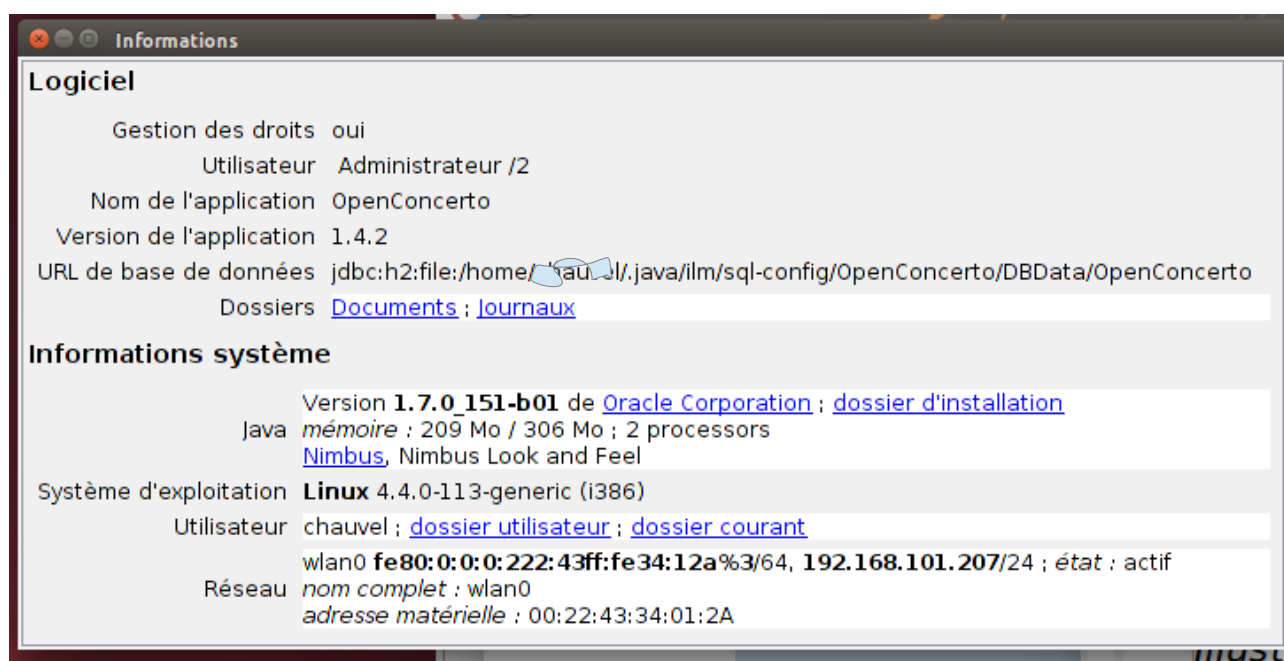 Informations
Logiciel
Gestion des droits oui
Utilisateur Administrateur /2
Nom de l'application OpenConcerto
Version de l'application 1.4.2
URL de base de données jdbc:h2:file:/home/ /.java/ilm/sql-config/OpenConcerto/DBData/OpenConcerto
Dossiers Documents ; Journaux
Informations système
Version 1.7.0_151-b01 de Oracle Corporation ; dossier d'installation
Java mémoire : 209 Mo / 306 Mo ; 2 processors
Nimbus, Nimbus Look and Feel
Système d'exploitation Linux 4.4.0-113-generic (i386)
Utilisateur chauvel ; dossier utilisateur ; dossier courant
wlan0 fe80:0:0:0:222:43ff:fe34:12a%3/64, 192.168.101.207/24 ; état : actif
Réseau nom complet : wlan0
adresse matérielle : 00:22:43:34:01:2A